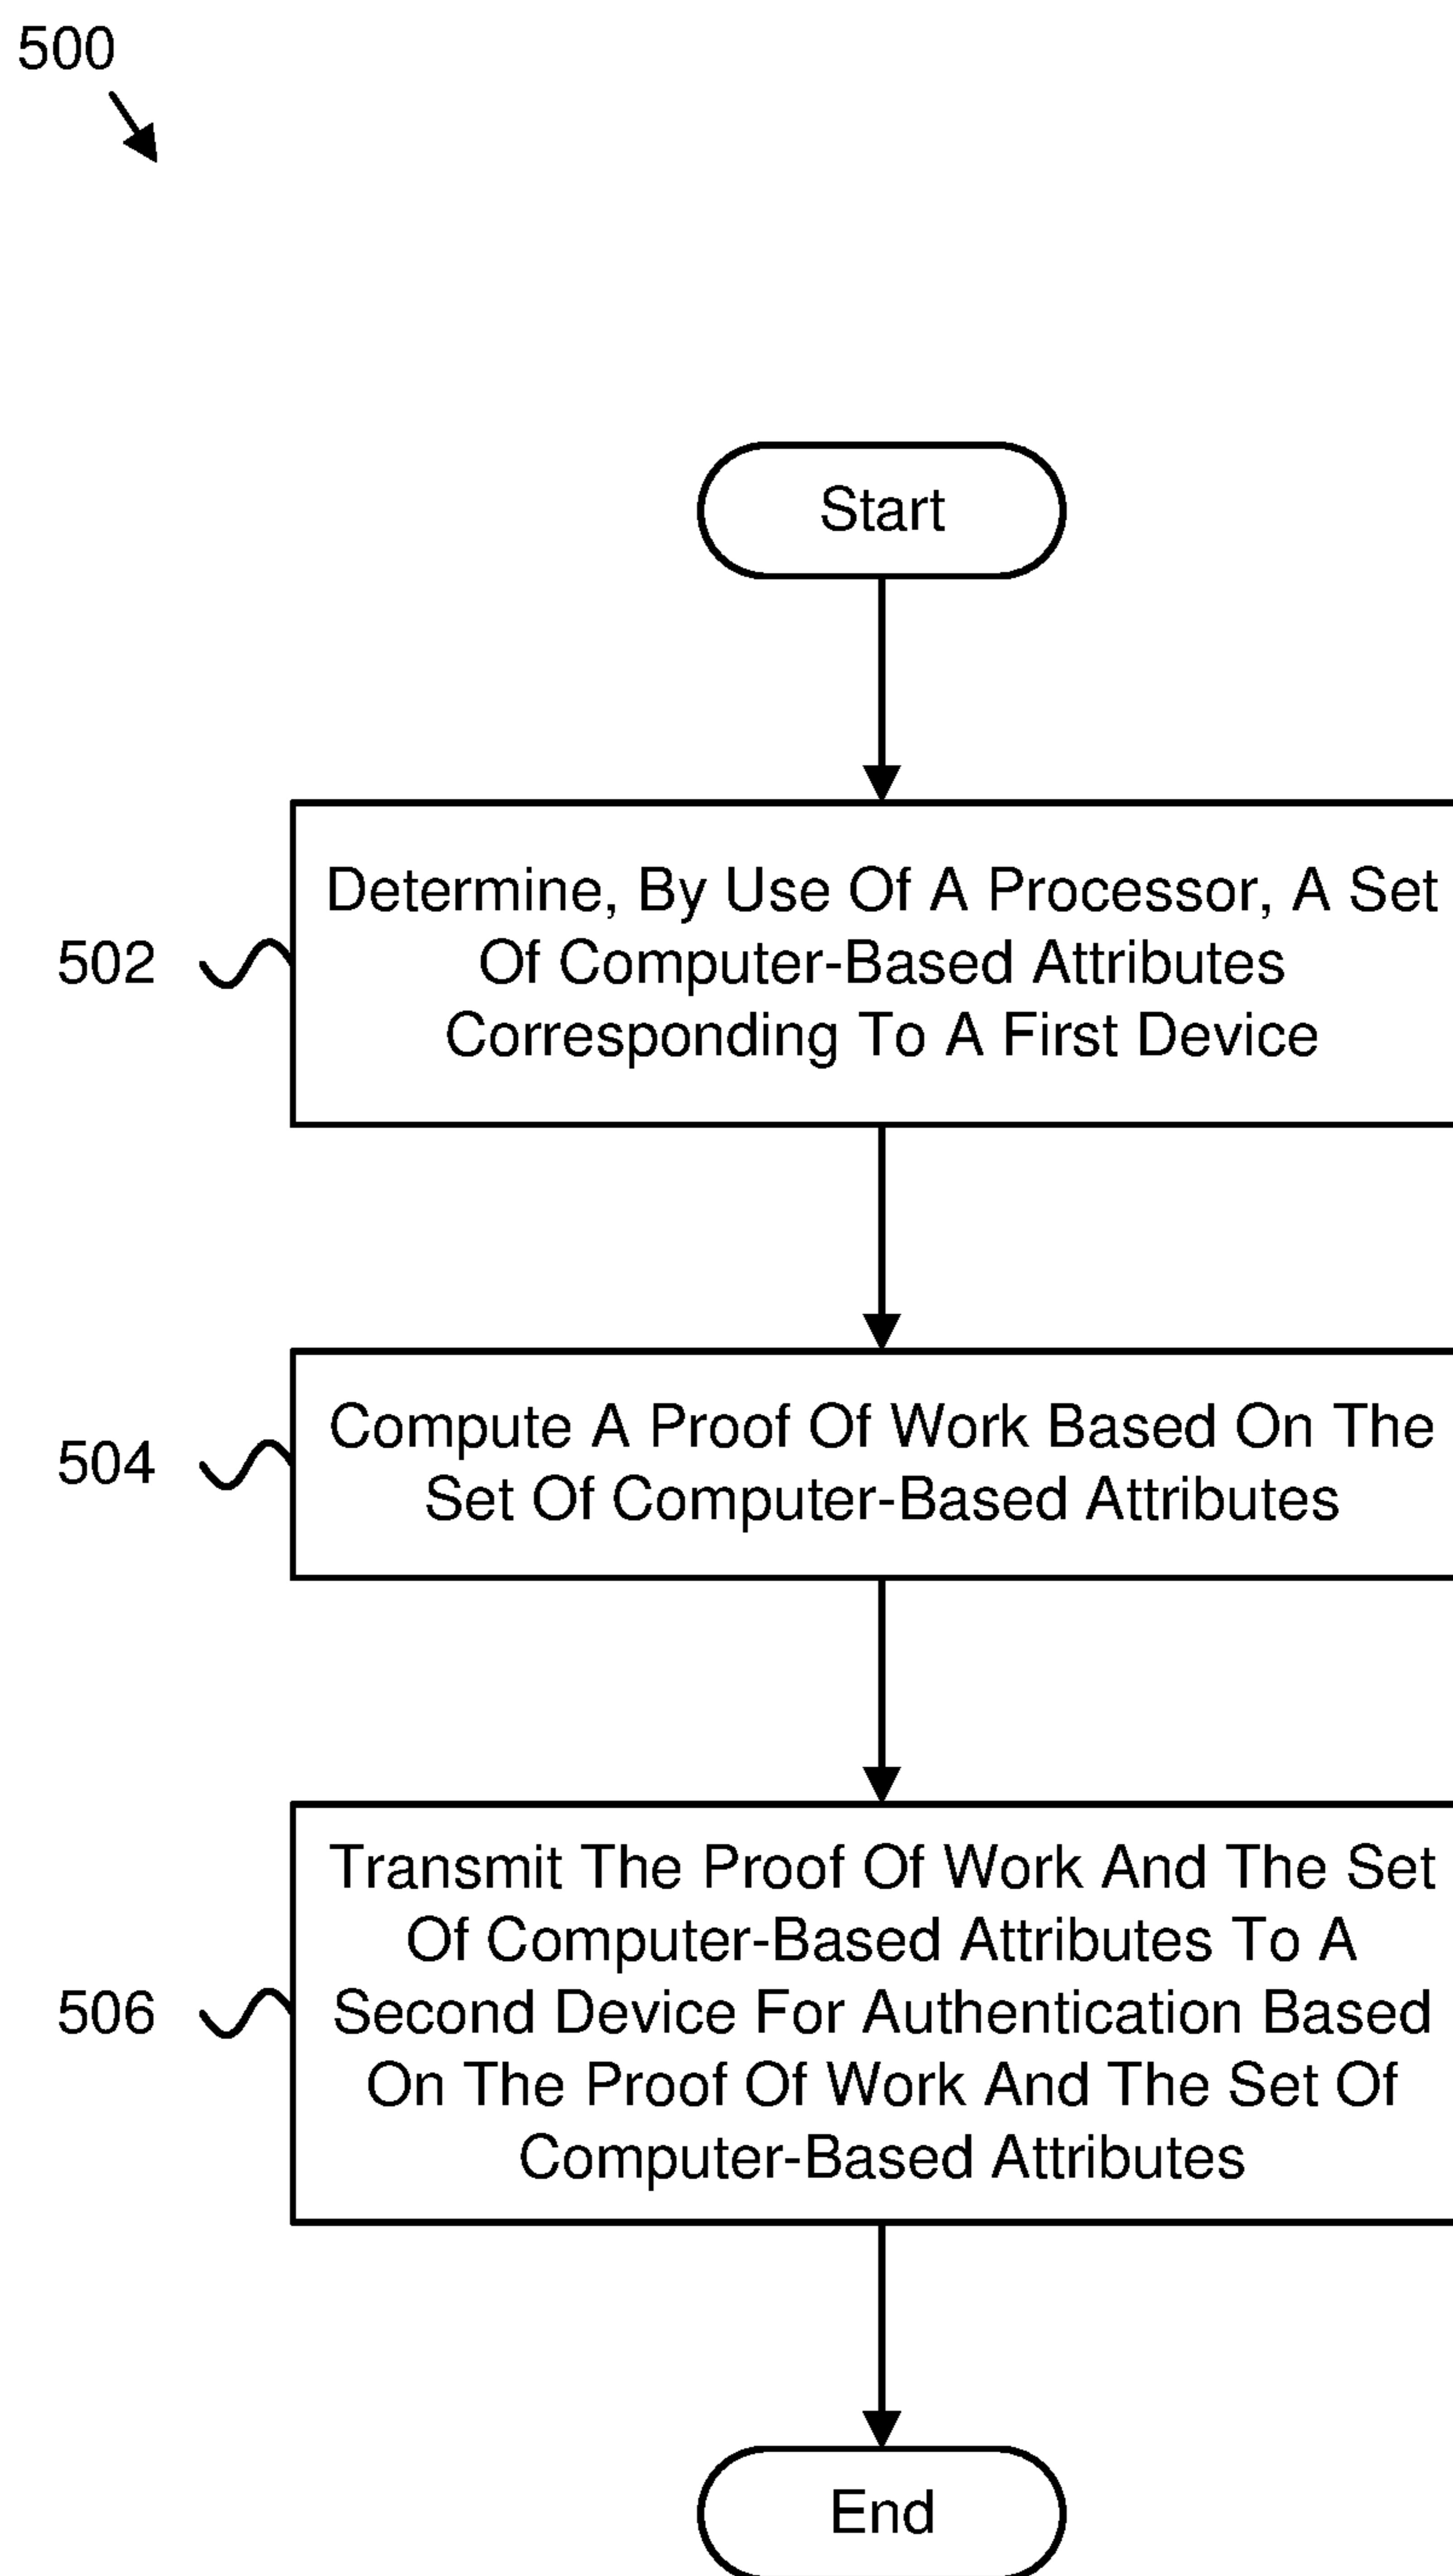 500
Start
502
Determine, By Use Of A Processor, A Set
Of Computer-Based Attributes
Corresponding To A First Device
504
Compute A Proof Of Work Based On The
Set Of Computer-Based Attributes
506
Transmit The Proof Of Work And The Set
Of Computer-Based Attributes To A
Second Device For Authentication Based
On The Proof Of Work And The Set Of
Computer-Based Attributes
End